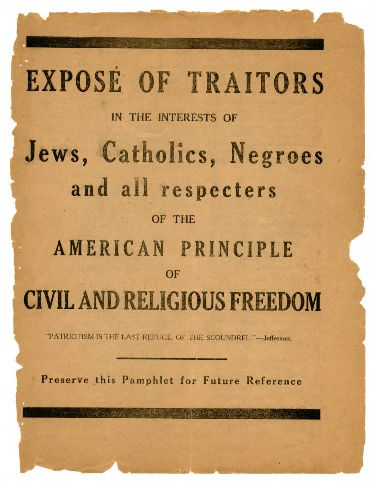 EXPOSÉ OF TRAITORS
IN THE INTERESTS OF
Jews, Catholics, Negroes
and all respecters
OF THE
AMERICAN PRINCIPLE
OF
CIVIL AND RELIGIOUS FREEDOM
"PATRIOTISM IS THE LAST REFUGE OF THE SCOUNDREL."—Jefferson.
Preserve this Pamphlet for Future Reference